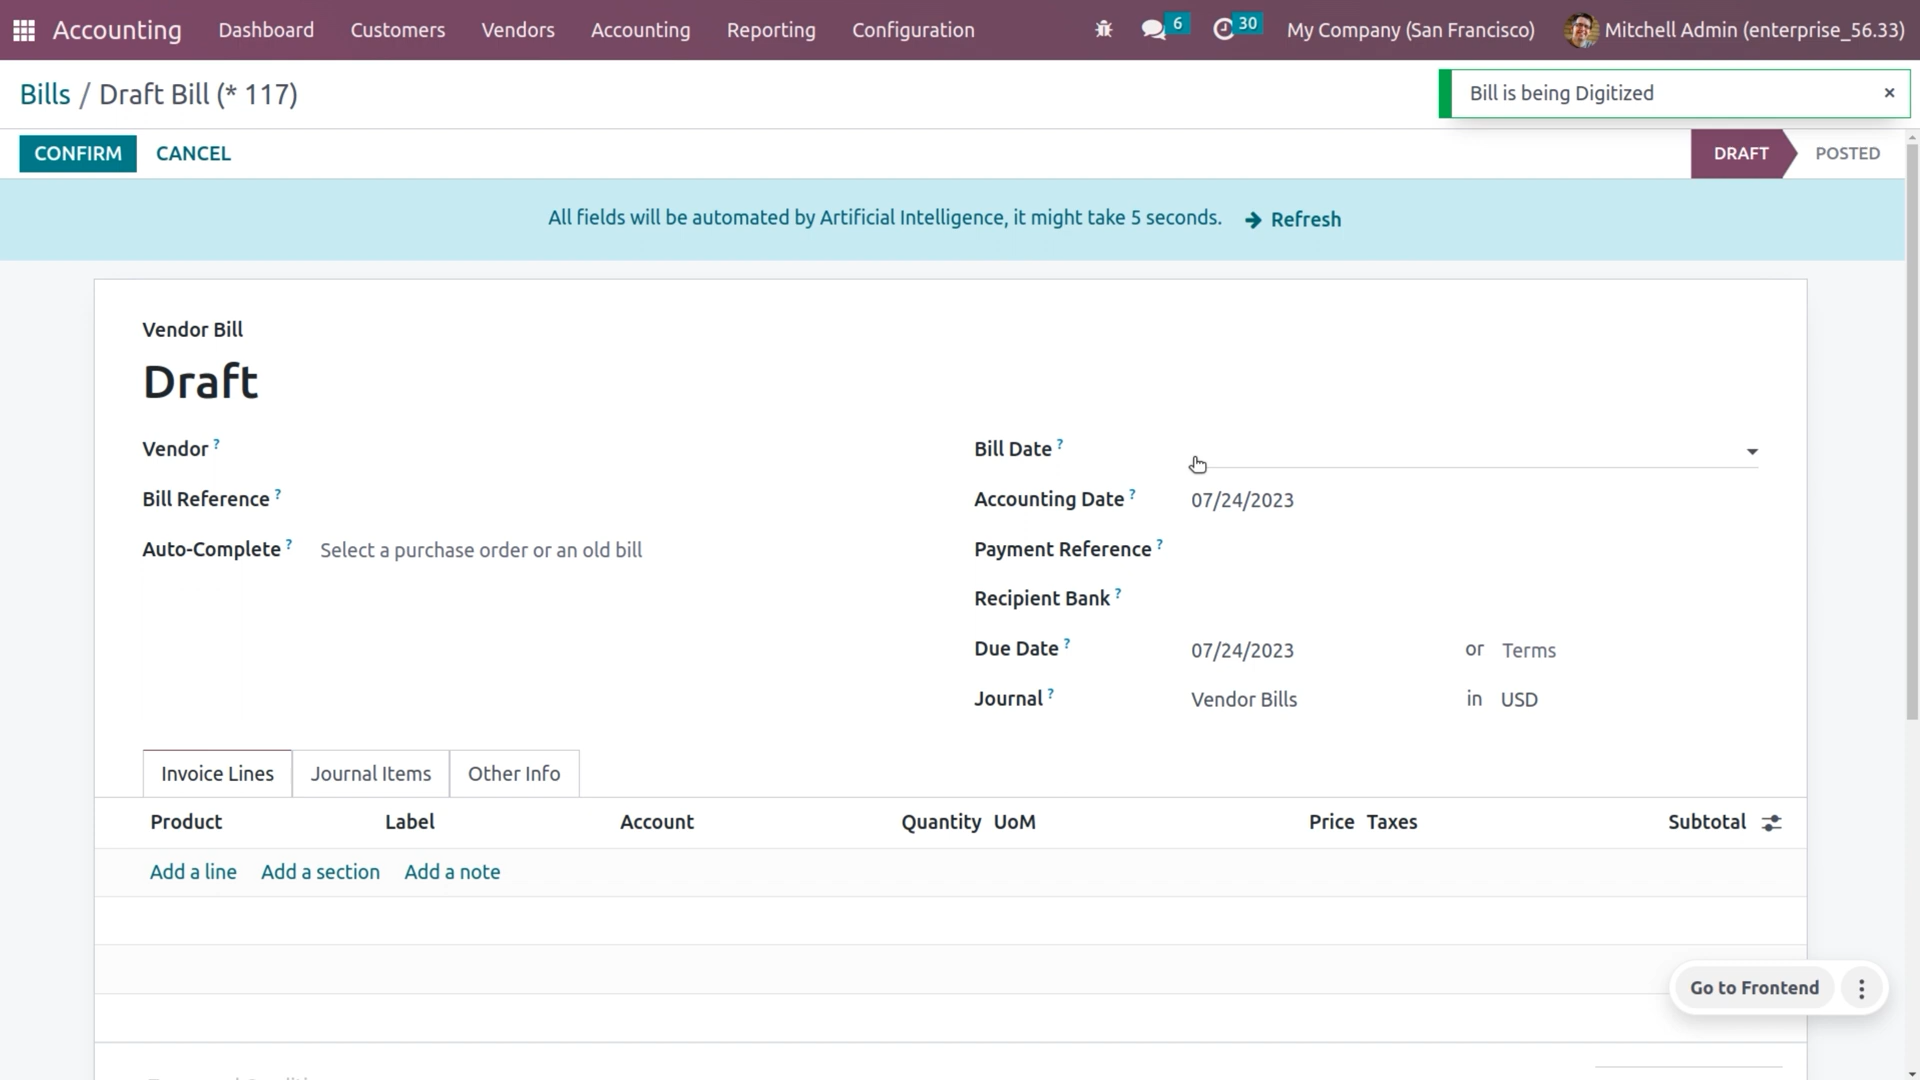 Accounting Dashboard Customers Vendors Accounting Reporting Configuration 6 30 My Company (San Francisco) Mitchell Admin (enterprise_56.33)
Bills / Draft Bill (* 117)
Bill is being Digitized ×
CONFIRM CANCEL DRAFT POSTED
All fields will be automated by Artificial Intelligence, it might take 5 seconds. Refresh
Vendor Bill
Draft
Vendor ? Bill Date ?
Bill Reference ? Accounting Date ? 07/24/2023
Auto-Complete ? Select a purchase order or an old bill Payment Reference ?
Recipient Bank ?
Due Date ? 07/24/2023 or Terms
Journal ? Vendor Bills in USD
Invoice Lines Journal Items Other Info
Product Label Account Quantity UoM Price Taxes Subtotal
Add a line Add a section Add a note
Go to Frontend